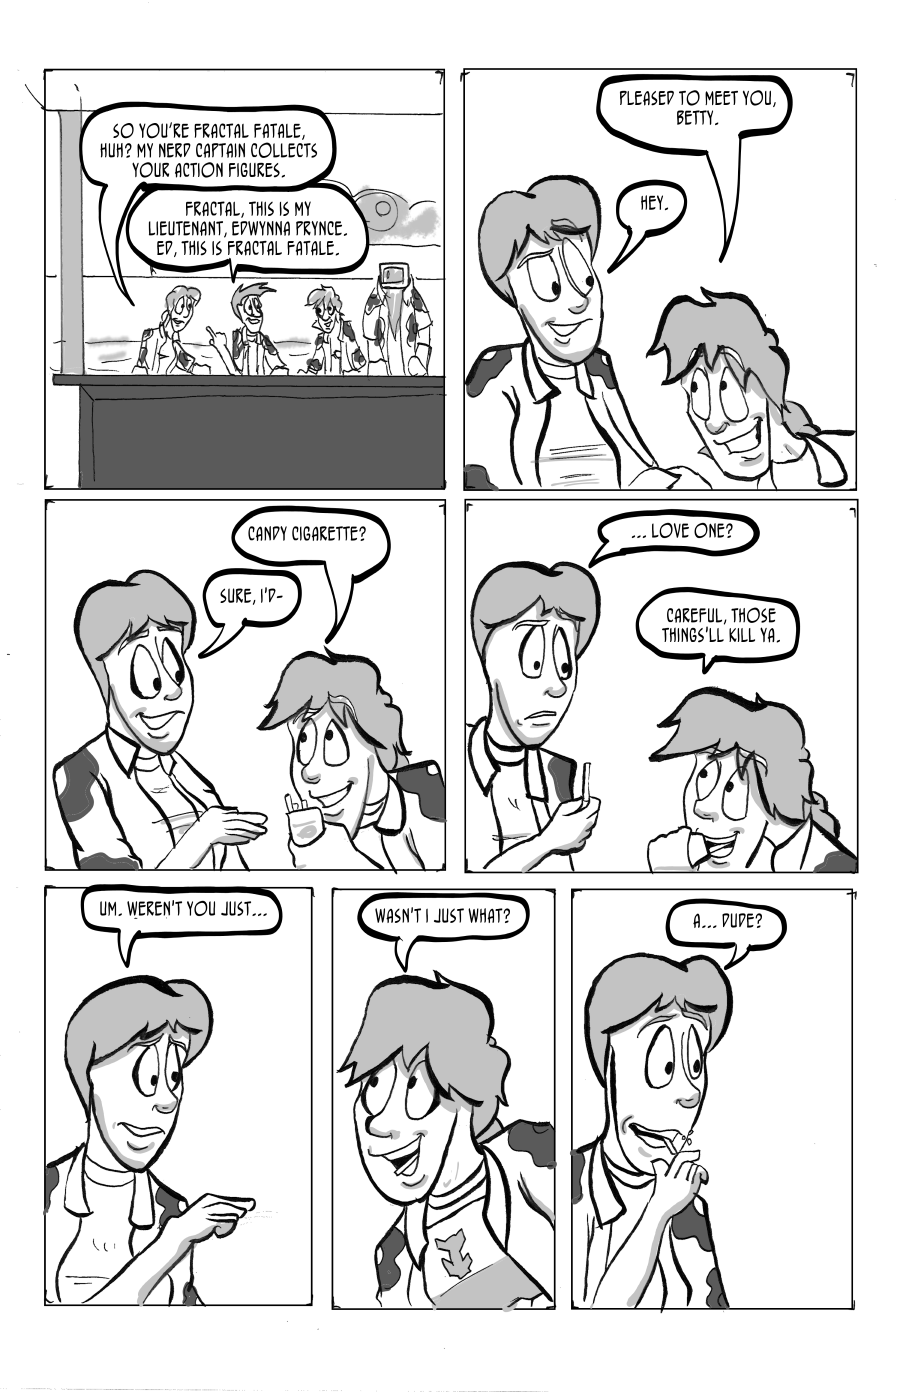 SO YOU'RE FRACTAL FATALE,
HUH? MY NERD CAPTAIN COLLECTS
YOUR ACTION FIGURES.
FRACTAL, THIS IS MY
LIEUTENANT, EDWYNNA PRYNCE.
ED, THIS IS FRACTAL FATALE.
PLEASED TO MEET YOU,
BETTY.
HEY.
CANDY CIGARETTE?
SURE, I'D-
... LOVE ONE?
CAREFUL, THOSE
THINGS'LL KILL YA.
UM. WEREN'T YOU JUST...
WASN'T I JUST WHAT?
A... DUDE?